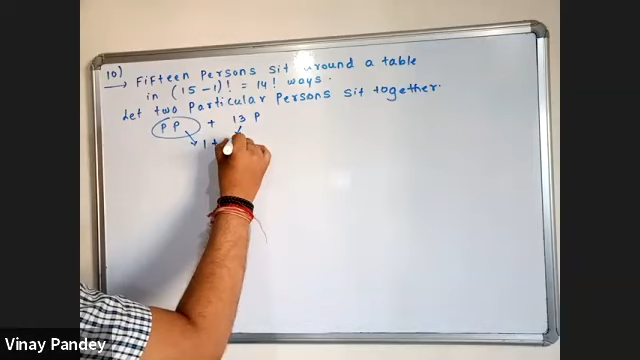 10)
→ Fifteen Persons sit around a table
in (15-1)! = 14! ways.
Let two Particular Persons sit together.
P P + 13 P
1 +
Vinay Pandey